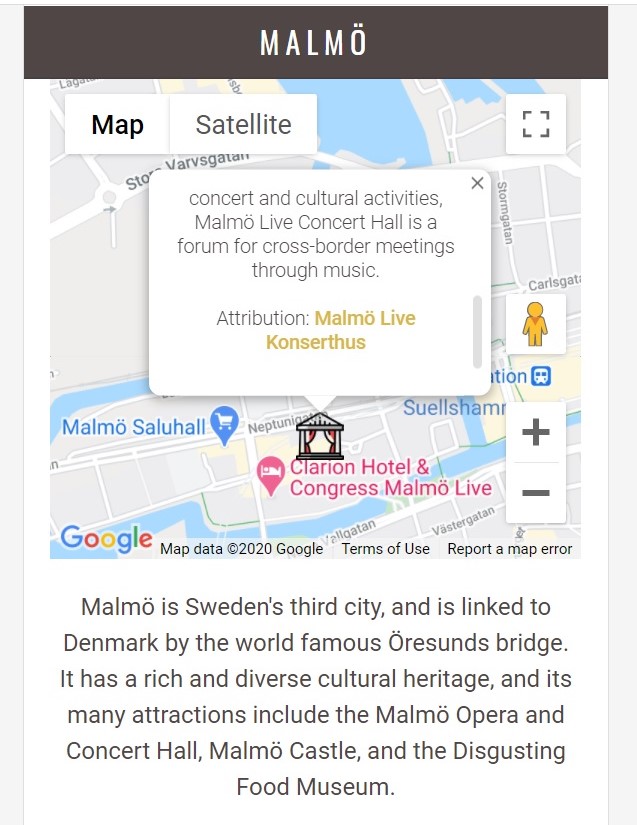 MALMÖ
Map
Satellite
Stora Varvsgatan
Stormgatan
concert and cultural activities,
Malmö Live Concert Hall is a
forum for cross-border meetings
through music.
Attribution: Malmö Live
Konserthus
Carlsgata
tion
Suellshamn
Malmö Saluhall
Neptunigatan
Clarion Hotel &
Congress Malmö Live
Vallgatan
Västergatan
Google
Map data ©2020 Google
Terms of Use
Report a map error
Malmö is Sweden's third city, and is linked to
Denmark by the world famous Öresunds bridge.
It has a rich and diverse cultural heritage, and its
many attractions include the Malmö Opera and
Concert Hall, Malmö Castle, and the Disgusting
Food Museum.